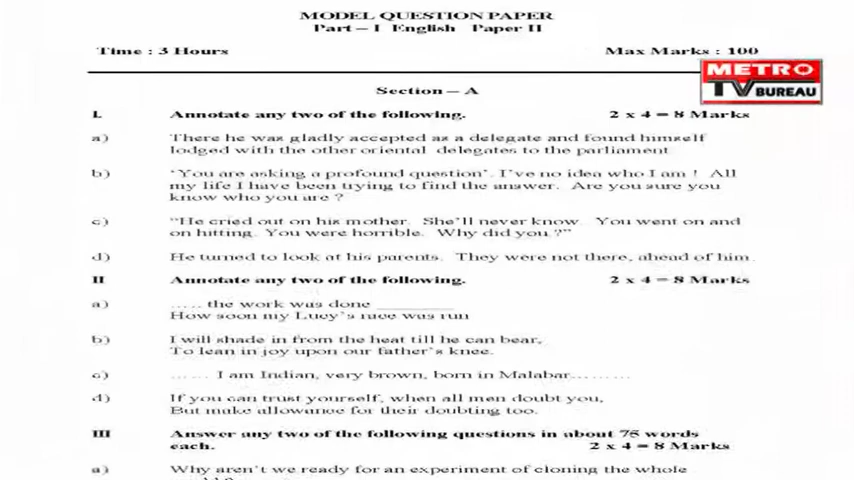 MODEL QUESTION PAPER
Part – I English Paper II
Time : 3 Hours Max Marks : 100
METRO
TV BUREAU
Section – A
I. Annotate any two of the following. 2 x 4 = 8 Marks
a) There he was gladly accepted as a delegate and found himself
lodged with the other oriental delegates to the parliament
b) 'You are asking a profound question'. I've no idea who I am ! All
my life I have been trying to find the answer. Are you sure you
know who you are ?
c) "He cried out on his mother. She'll never know. You went on and
on hitting. You were horrible. Why did you ?"
d) He turned to look at his parents. They were not there, ahead of him.
II Annotate any two of the following. 2 x 4 = 8 Marks
a) ..... the work was done __________
How soon my Lucy's race was run
b) I will shade in from the heat till he can bear,
To lean in joy upon our father's knee.
c) ...... I am Indian, very brown, born in Malabar.........
d) If you can trust yourself, when all men doubt you,
But make allowance for their doubting too.
III Answer any two of the following questions in about 75 words
each. 2 x 4 = 8 Marks
a) Why aren't we ready for an experiment of cloning the whole